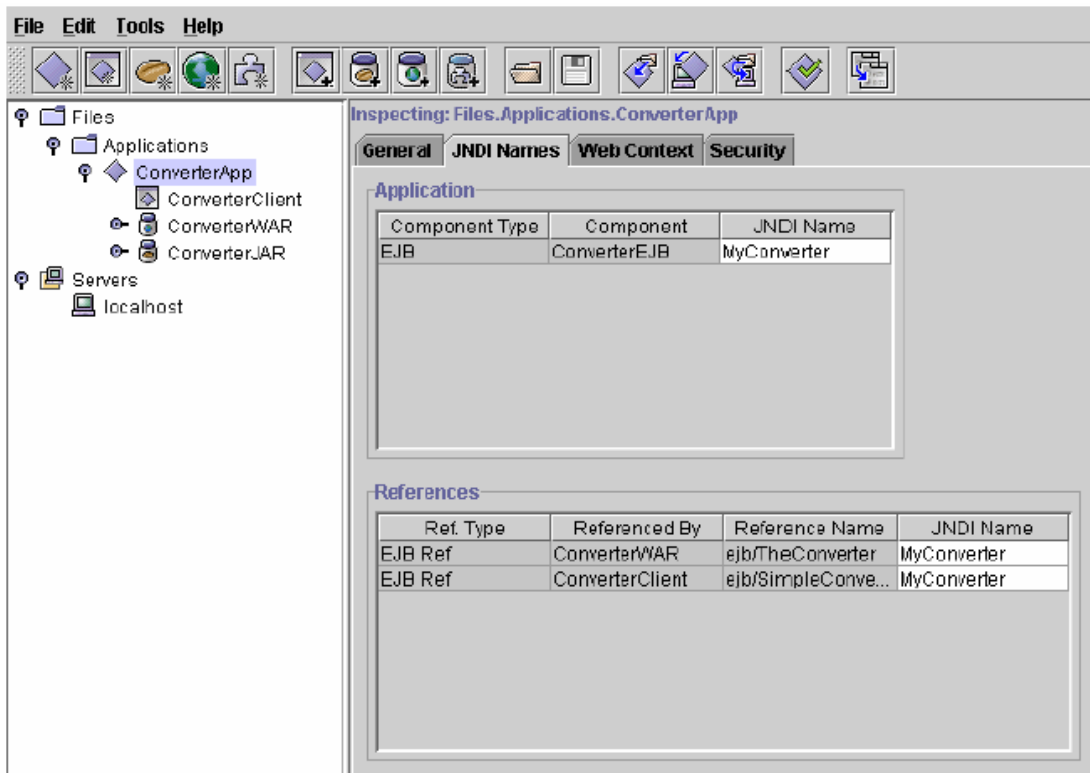 File Edit Tools Help
Files
Applications
ConverterApp
ConverterClient
ConverterWAR
ConverterJAR
Servers
localhost
Inspecting: Files.Applications.ConverterApp
General JNDI Names Web Context Security
Application
Component Type Component JNDI Name
EJB ConverterEJB MyConverter
References
Ref. Type Referenced By Reference Name JNDI Name
EJB Ref ConverterWAR ejb/TheConverter MyConverter
EJB Ref ConverterClient ejb/SimpleConve... MyConverter